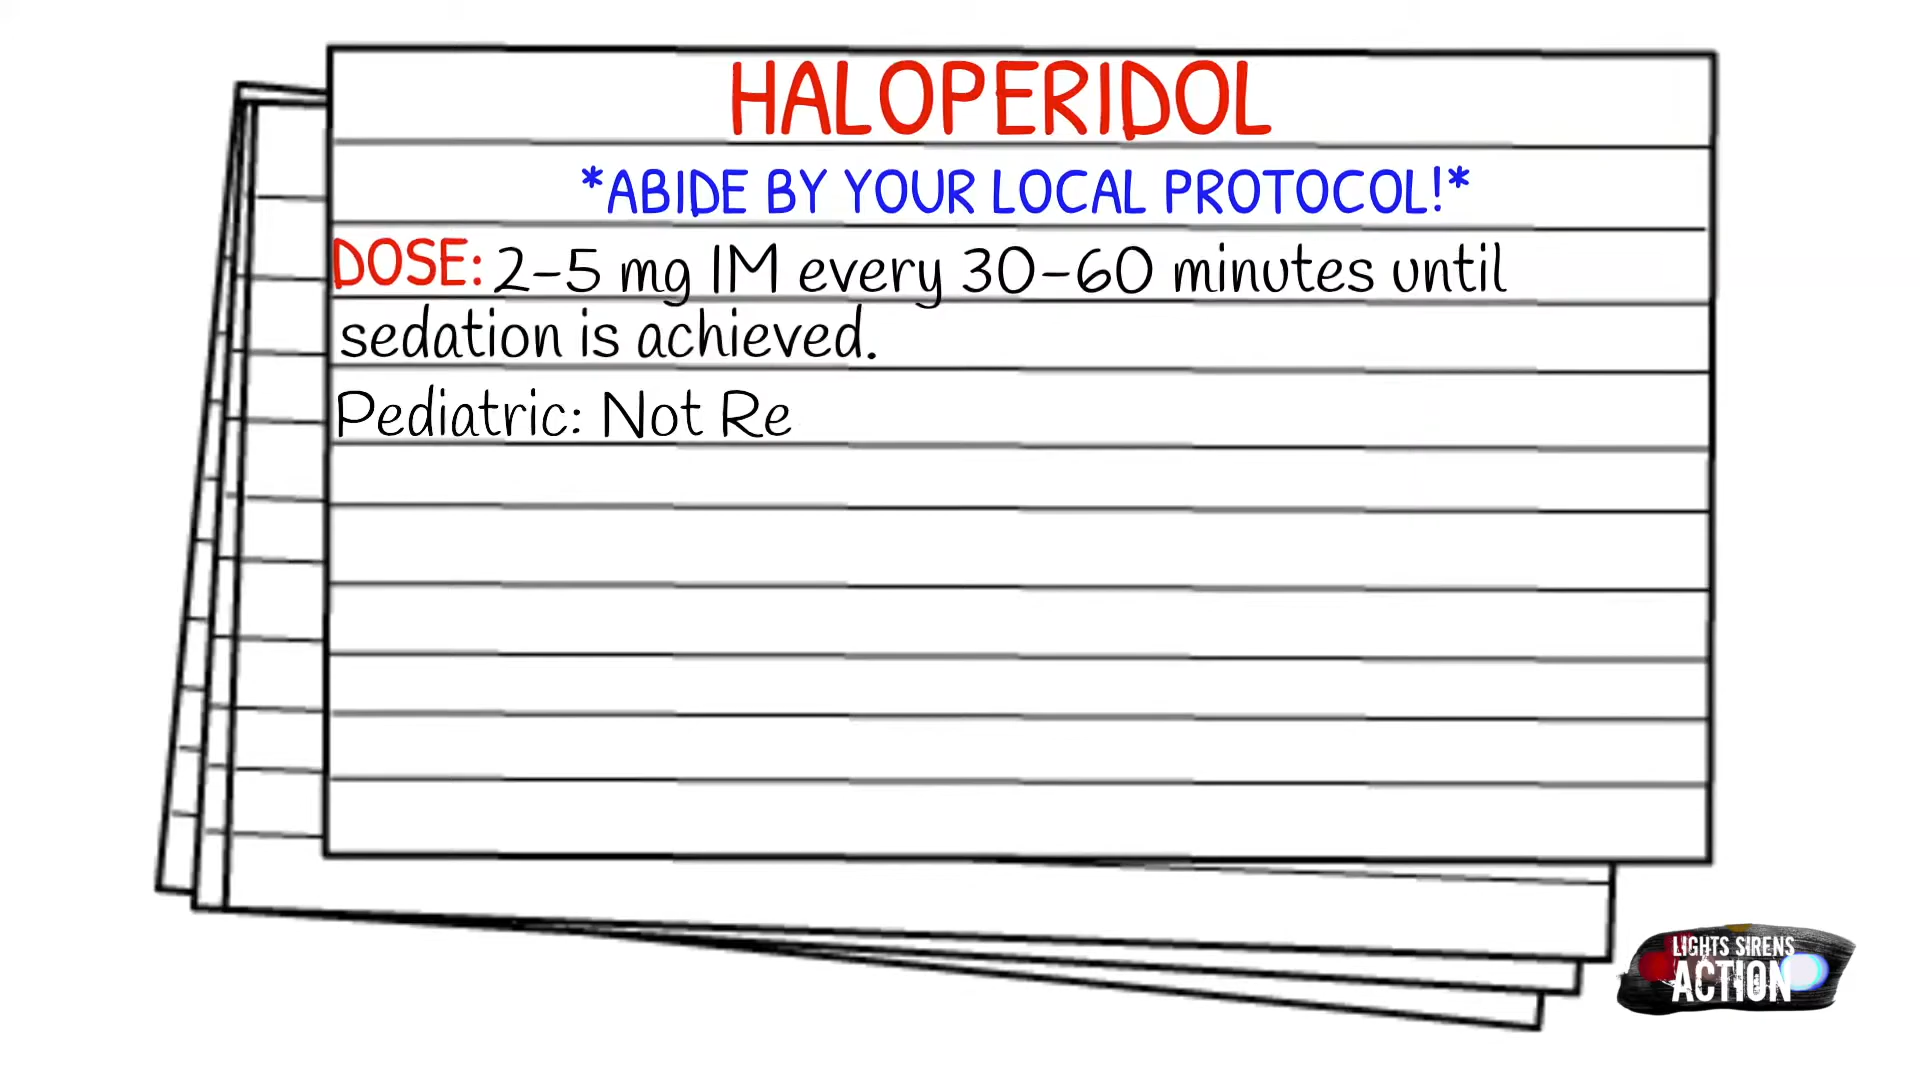 HALOPERIDOL
*ABIDE BY YOUR LOCAL PROTOCOL!*
DOSE: 2-5 mg IM every 30-60 minutes until
sedation is achieved.
Pediatric: Not Re
LIGHTS SIRENS
ACTION